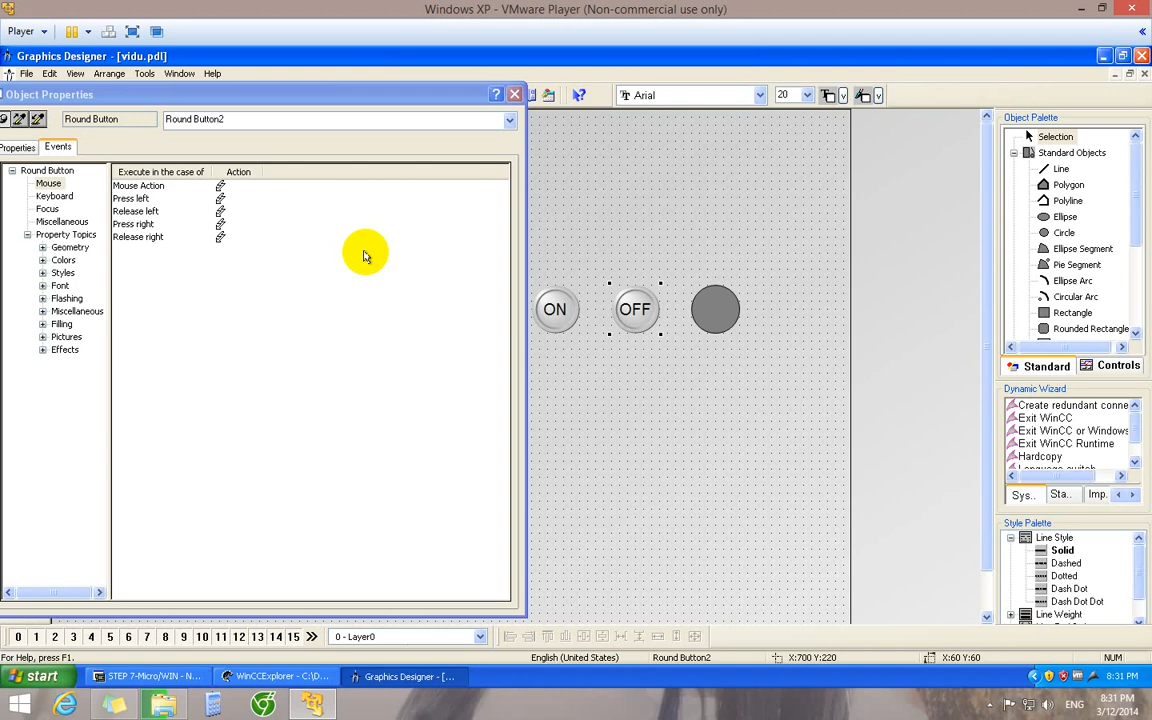 Windows XP - VMware Player (Non-commercial use only)
Player
Graphics Designer - [vidu.pdl]
File Edit View Arrange Tools Window Help
Object Properties
Arial
20
Round Button
Round Button2
Properties
Events
Round Button
Mouse
Keyboard
Focus
Miscellaneous
Property Topics
Geometry
Colors
Styles
Font
Flashing
Miscellaneous
Filling
Pictures
Effects
Execute in the case of
Action
Mouse Action
Press left
Release left
Press right
Release right
ON
OFF
Object Palette
Selection
Standard Objects
Line
Polygon
Polyline
Ellipse
Circle
Ellipse Segment
Pie Segment
Ellipse Arc
Circular Arc
Rectangle
Rounded Rectangle
Standard
Controls
Dynamic Wizard
Create redundant conne
Exit WinCC
Exit WinCC or Windows
Exit WinCC Runtime
Hardcopy
Sys..
Sta..
Imp.
Style Palette
Line Style
Solid
Dashed
Dotted
Dash Dot
Dash Dot Dot
Line Weight
0 1 2 3 4 5 6 7 8 9 10 11 12 13 14 15
0 - Layer0
For Help, press F1.
English (United States)
Round Button2
X:700 Y:220
X:60 Y:60
NUM
start
STEP 7-Micro/WIN - N...
WinCCExplorer - C:\D...
Graphics Designer - [...
8:31 PM
ENG
8:31 PM
3/12/2014